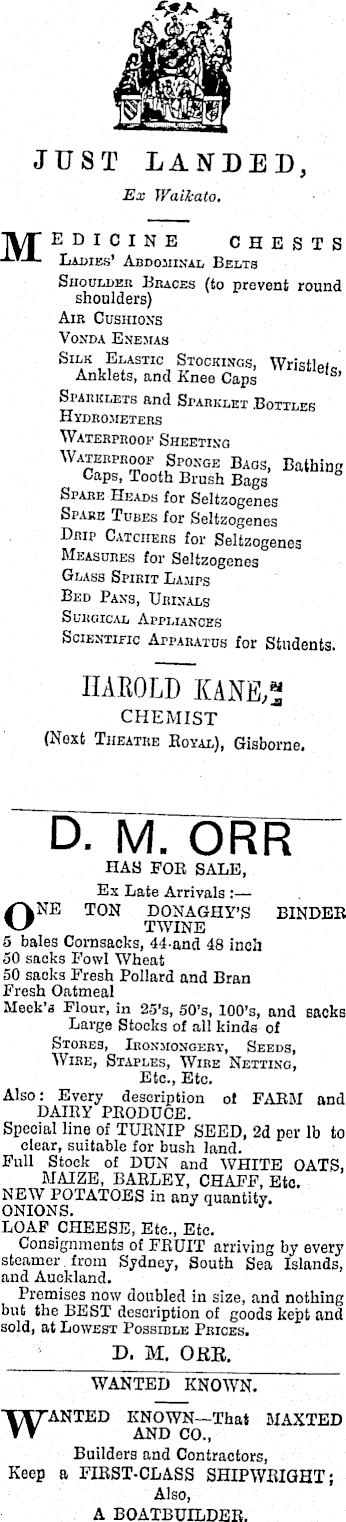 JUST LANDED,
Ex Waikato.
MEDICINE CHESTS
LADIES' ABDOMINAL BELTS
SHOULDER BRACES (to prevent round
shoulders)
AIR CUSHIONS
VONDA ENEMAS
SILK ELASTIC STOCKINGS, Wristlets,
Anklets, and Knee Caps
SPARKLETS and SPARKLET BOTTLES
HYDROMETERS
WATERPROOF SHEETING
WATERPROOF SPONGE BAGS, Bathing
Caps, Tooth Brush Bags
SPARE HEADS for Seltzogenes
SPARE TUBES for Seltzogenes
DRIP CATCHERS for Seltzogenes
MEASURES for Seltzogenes
GLASS SPIRIT LAMPS
BED PANS, URINALS
SURGICAL APPLIANCES
SCIENTIFIC APPARATUS for Students.
HAROLD KANE,
CHEMIST
(Next THEATRE ROYAL), Gisborne.
D. M. ORR
HAS FOR SALE,
Ex Late Arrivals :—
ONE TON DONAGHY'S BINDER
TWINE
5 bales Cornsacks, 44 and 48 inch
50 sacks Fowl Wheat
50 sacks Fresh Pollard and Bran
Fresh Oatmeal
Meek's Flour, in 25's, 50's, 100's, and sacks
Large Stocks of all kinds of
STORES, IRONMONGERY, SEEDS,
WIRE, STAPLES, WIRE NETTING,
ETC., ETC.
Also: Every description of FARM and
DAIRY PRODUCE.
Special line of TURNIP SEED, 2d per lb to
clear, suitable for bush land.
Full Stock of DUN and WHITE OATS,
MAIZE, BARLEY, CHAFF, Etc.
NEW POTATOES in any quantity.
ONIONS.
LOAF CHEESE, Etc., Etc.
Consignments of FRUIT arriving by every
steamer from Sydney, South Sea Islands,
and Auckland.
Premises now doubled in size, and nothing
but the BEST description of goods kept and
sold, at LOWEST POSSIBLE PRICES.
D. M. ORR.
WANTED KNOWN.
WANTED KNOWN—That MAXTED
AND CO.,
Builders and Contractors,
Keep a FIRST-CLASS SHIPWRIGHT;
Also,
A BOATBUILDER.